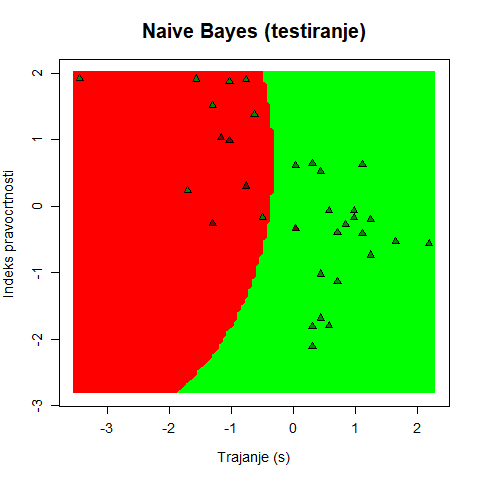 Naive Bayes (testiranje)
Indeks pravocrtnosti
2
1
0
-1
-2
-3
-3 -2 -1 0 1 2
Trajanje (s)